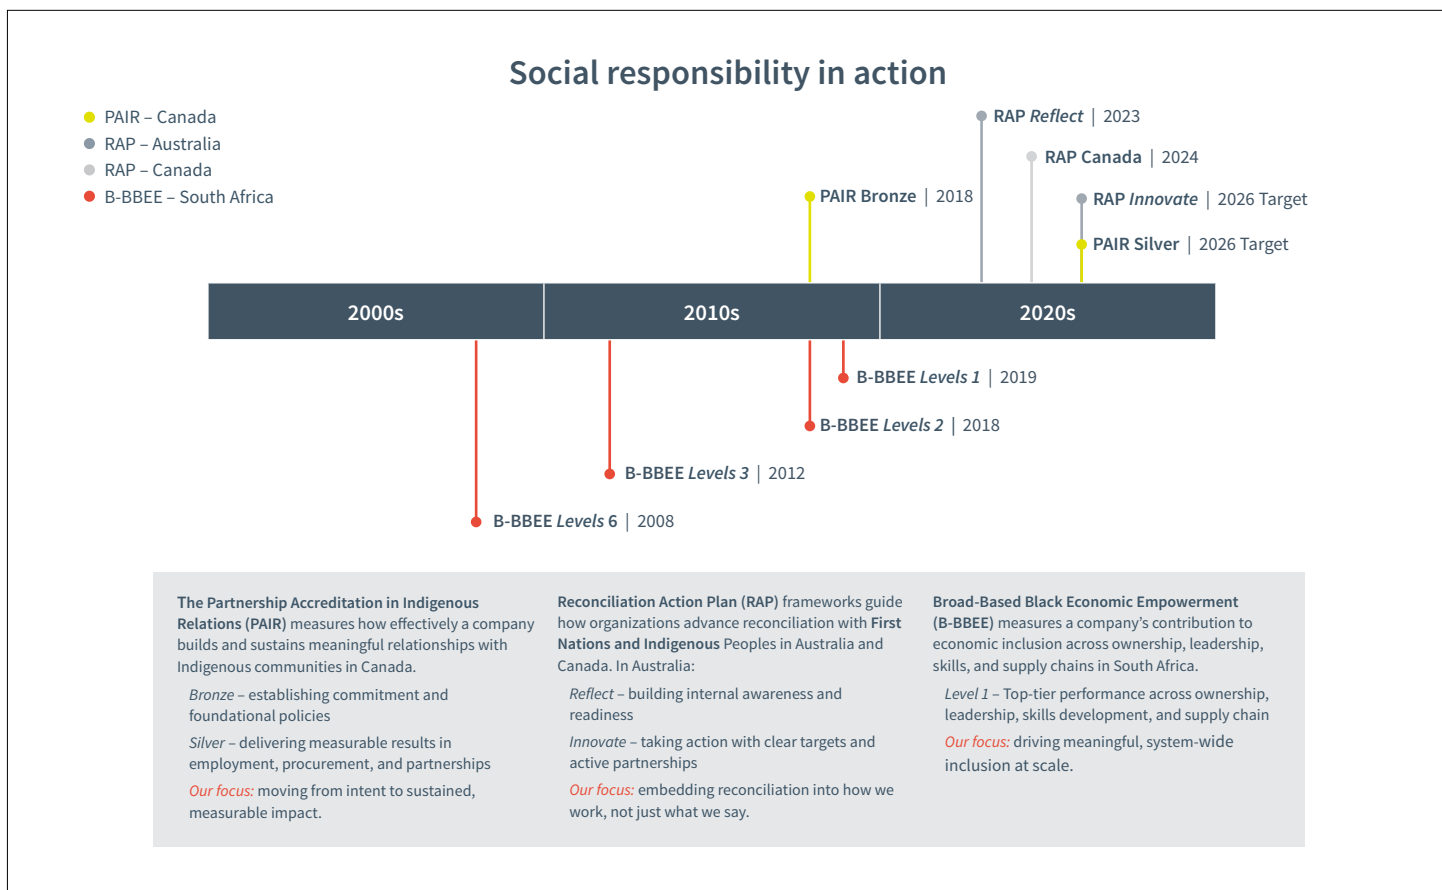 Social responsibility in action
PAIR – Canada
RAP – Australia
RAP – Canada
B-BBEE – South Africa
RAP Reflect | 2023
RAP Canada | 2024
PAIR Bronze | 2018
RAP Innovate | 2026 Target
PAIR Silver | 2026 Target
2000s
2010s
2020s
B-BBEE Levels 1 | 2019
B-BBEE Levels 2 | 2018
B-BBEE Levels 3 | 2012
B-BBEE Levels 6 | 2008
The Partnership Accreditation in Indigenous
Relations (PAIR) measures how effectively a company
builds and sustains meaningful relationships with
Indigenous communities in Canada.
Bronze – establishing commitment and
foundational policies
Silver – delivering measurable results in
employment, procurement, and partnerships
Our focus: moving from intent to sustained,
measurable impact.
Reconciliation Action Plan (RAP) frameworks guide
how organizations advance reconciliation with First
Nations and Indigenous Peoples in Australia and
Canada. In Australia:
Reflect – building internal awareness and
readiness
Innovate – taking action with clear targets and
active partnerships
Our focus: embedding reconciliation into how we
work, not just what we say.
Broad-Based Black Economic Empowerment
(B-BBEE) measures a company’s contribution to
economic inclusion across ownership, leadership,
skills, and supply chains in South Africa.
Level 1 – Top-tier performance across ownership,
leadership, skills development, and supply chain
Our focus: driving meaningful, system-wide
inclusion at scale.